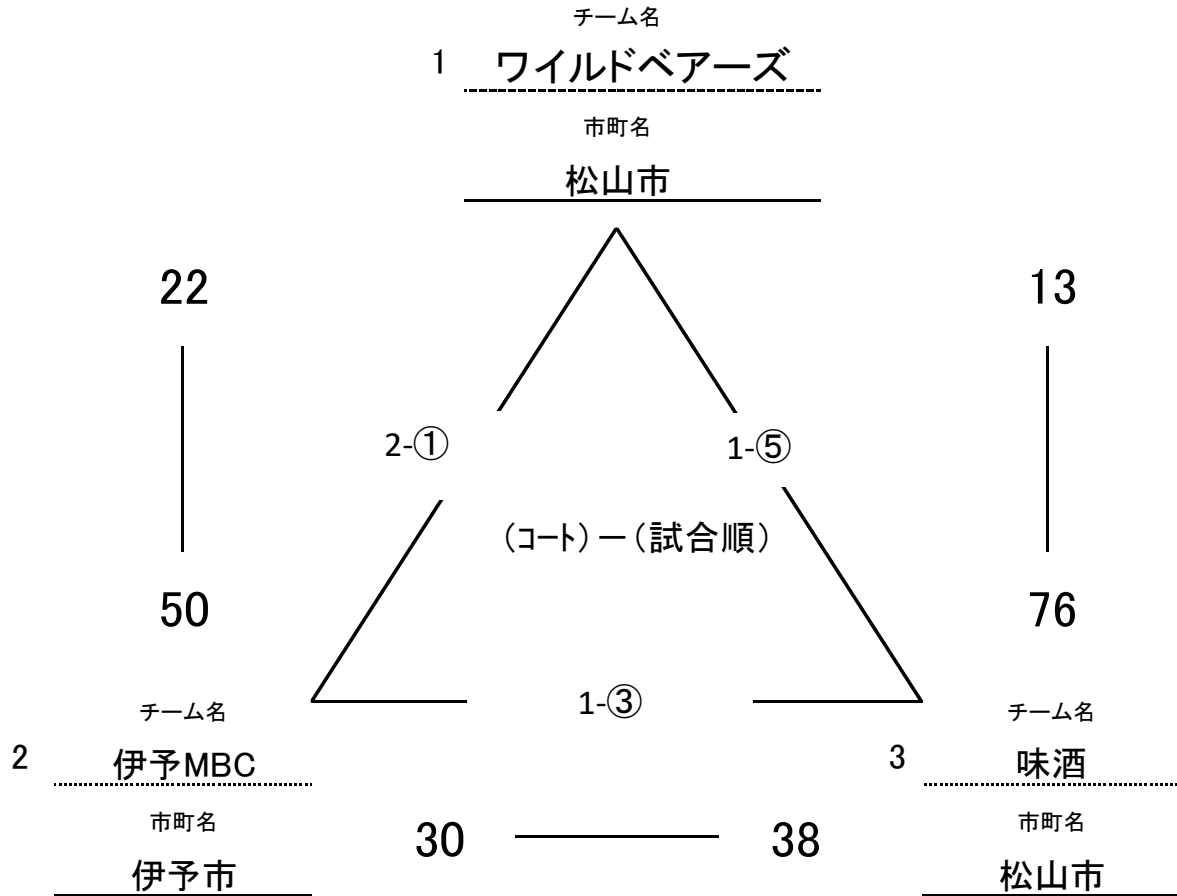 チーム名
1 ワイルドベアーズ
市町名
松山市
22 13
2-① 1-⑤
(コート)ー(試合順)
50 76
1-③
チーム名 チーム名
2 伊予MBC 3 味酒
市町名 市町名
30 38
伊予市 松山市